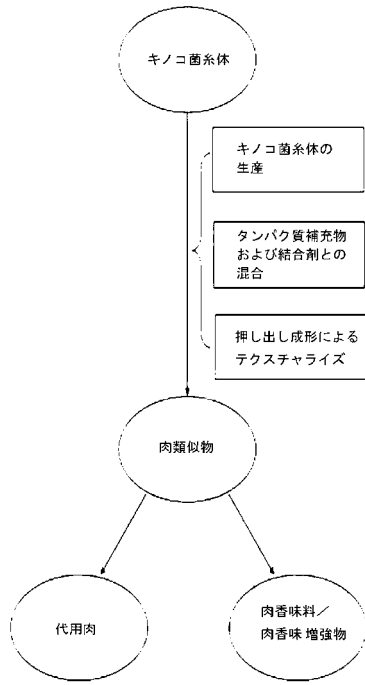 キノコ菌糸体
キノコ菌糸体の
生産
タンパク質補充物
および結合剤との
混合
押し出し成形による
テクスチャライズ
肉類似物
代用肉
肉香味料／
肉香味 増強物